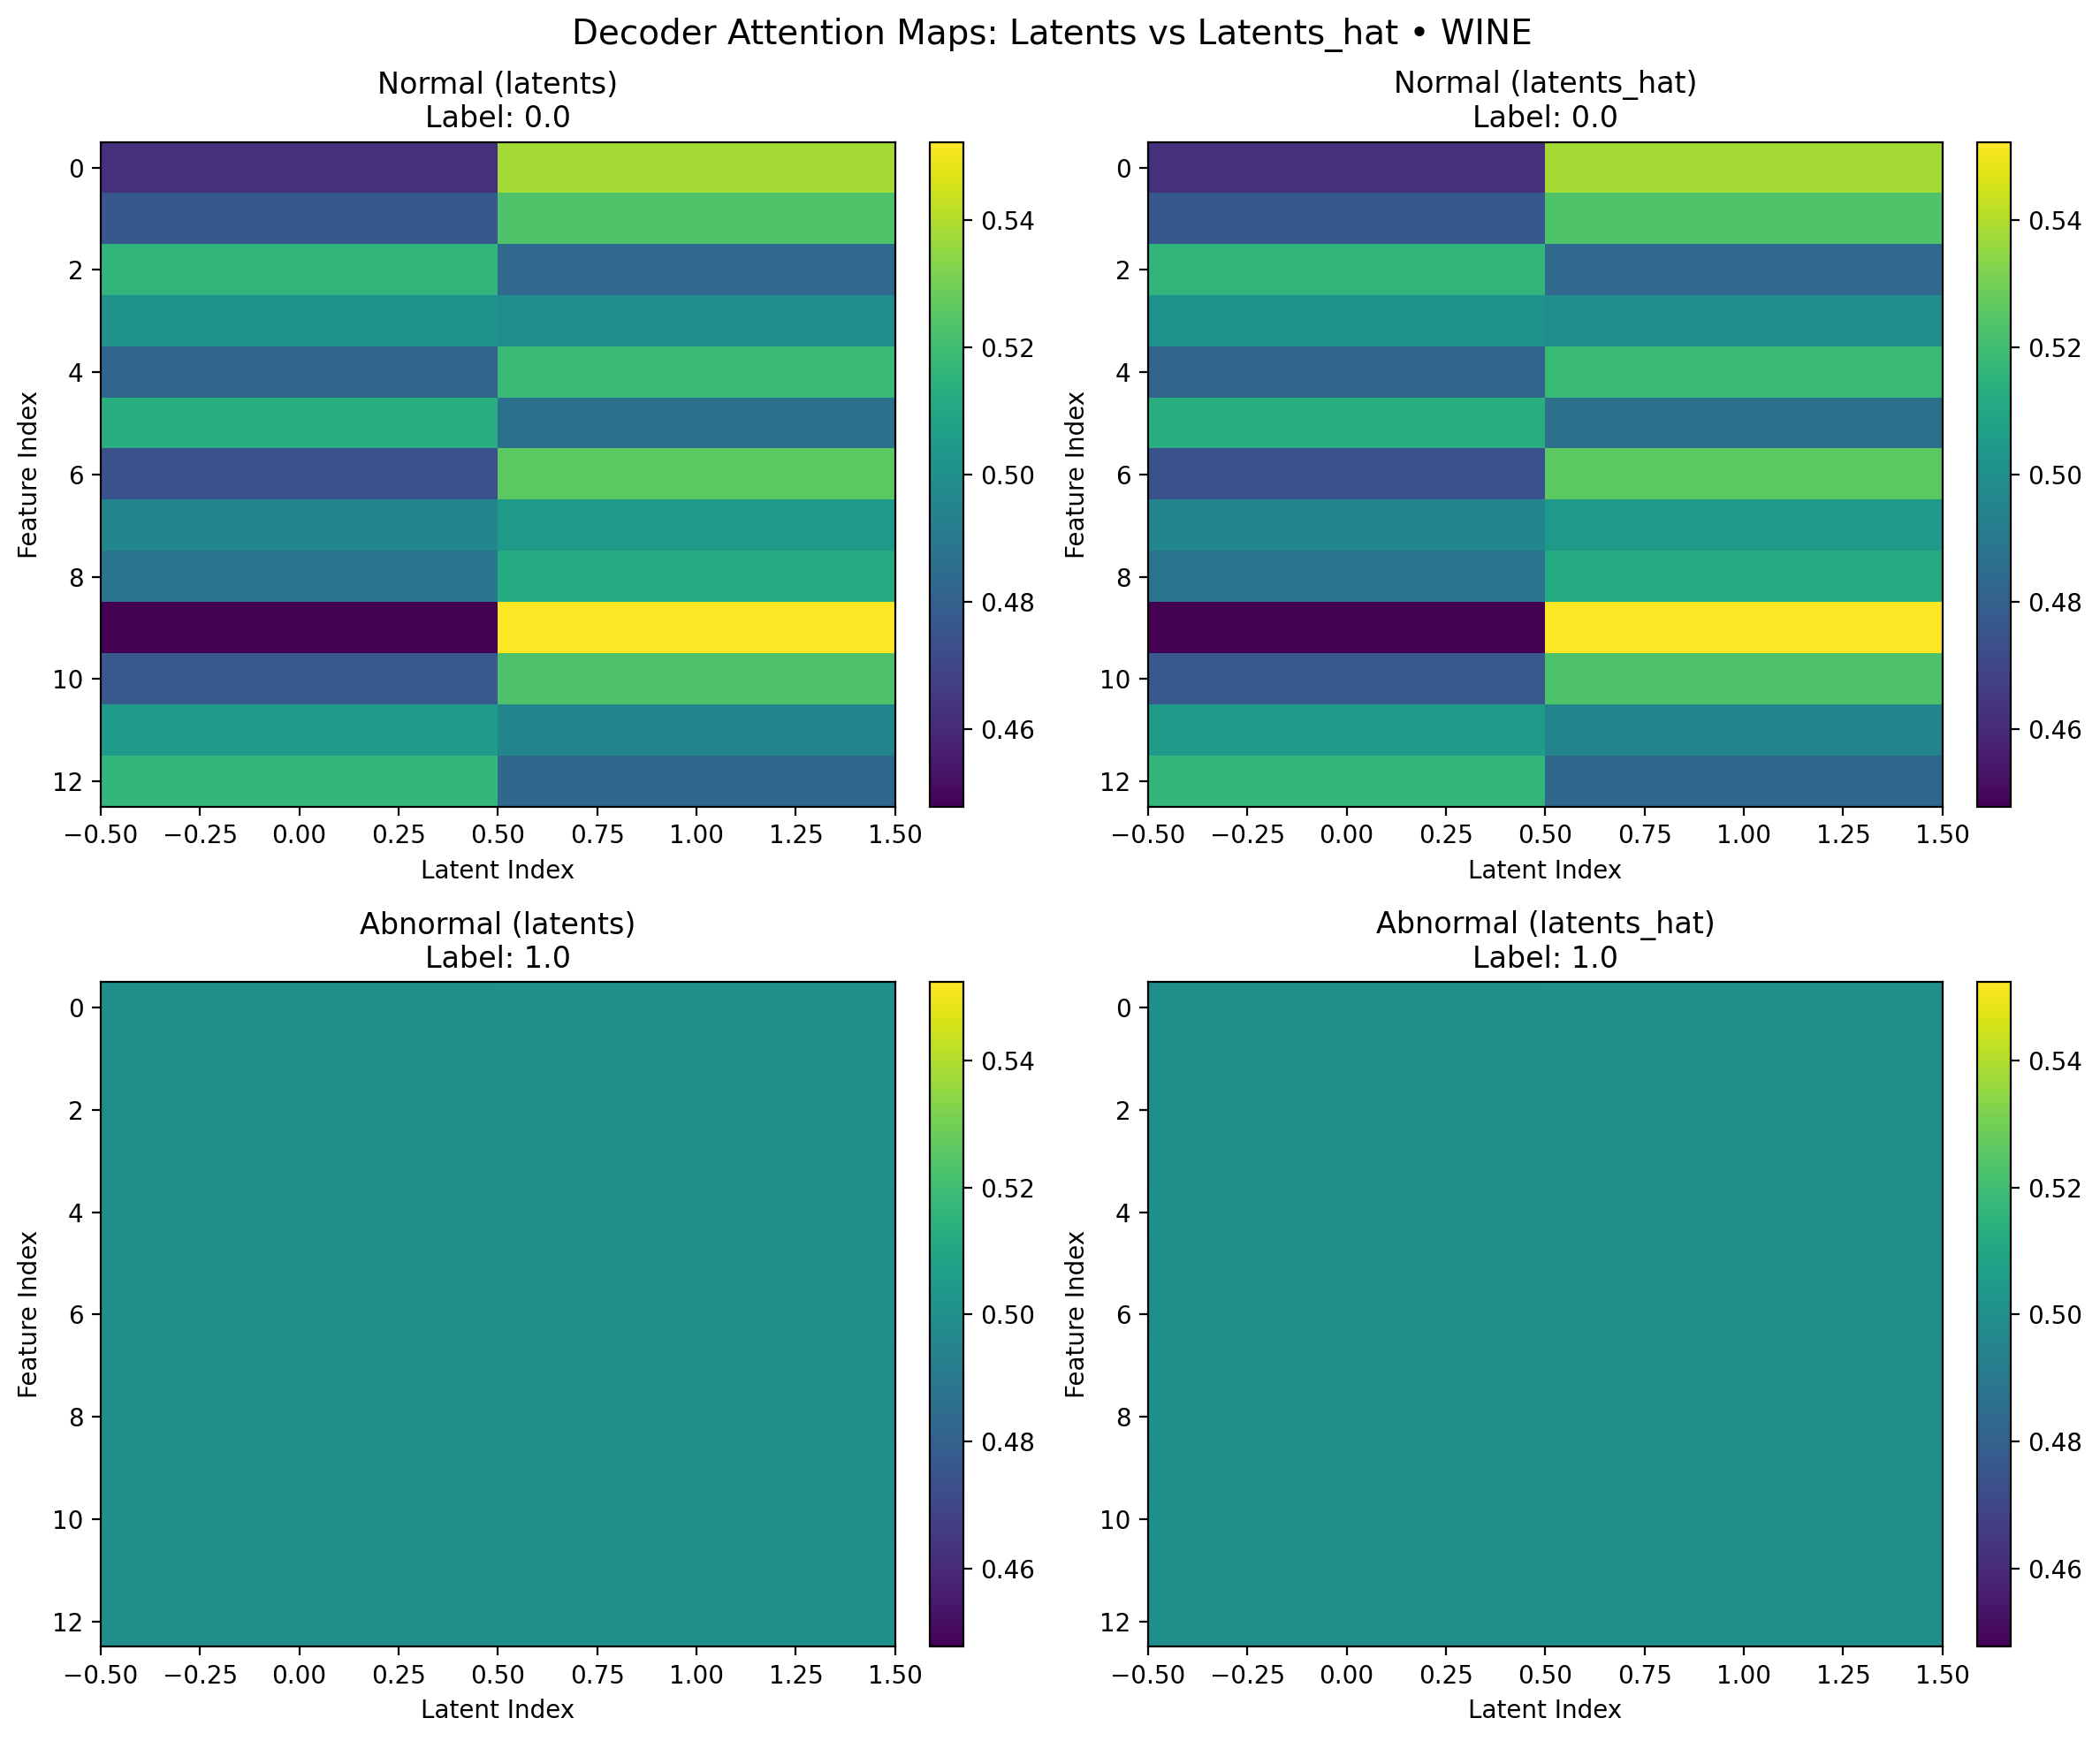 Decoder Attention Maps: Latents vs Latents_hat • WINE
Normal (latents)
Label: 0.0
0
2
4
6
8
10
12
Feature Index
−0.50 −0.25 0.00 0.25 0.50 0.75 1.00 1.25 1.50
Latent Index
0.54
0.52
0.50
0.48
0.46
Normal (latents_hat)
Label: 0.0
0
2
4
6
8
10
12
Feature Index
−0.50 −0.25 0.00 0.25 0.50 0.75 1.00 1.25 1.50
Latent Index
0.54
0.52
0.50
0.48
0.46
Abnormal (latents)
Label: 1.0
0
2
4
6
8
10
12
Feature Index
−0.50 −0.25 0.00 0.25 0.50 0.75 1.00 1.25 1.50
Latent Index
0.54
0.52
0.50
0.48
0.46
Abnormal (latents_hat)
Label: 1.0
0
2
4
6
8
10
12
Feature Index
−0.50 −0.25 0.00 0.25 0.50 0.75 1.00 1.25 1.50
Latent Index
0.54
0.52
0.50
0.48
0.46